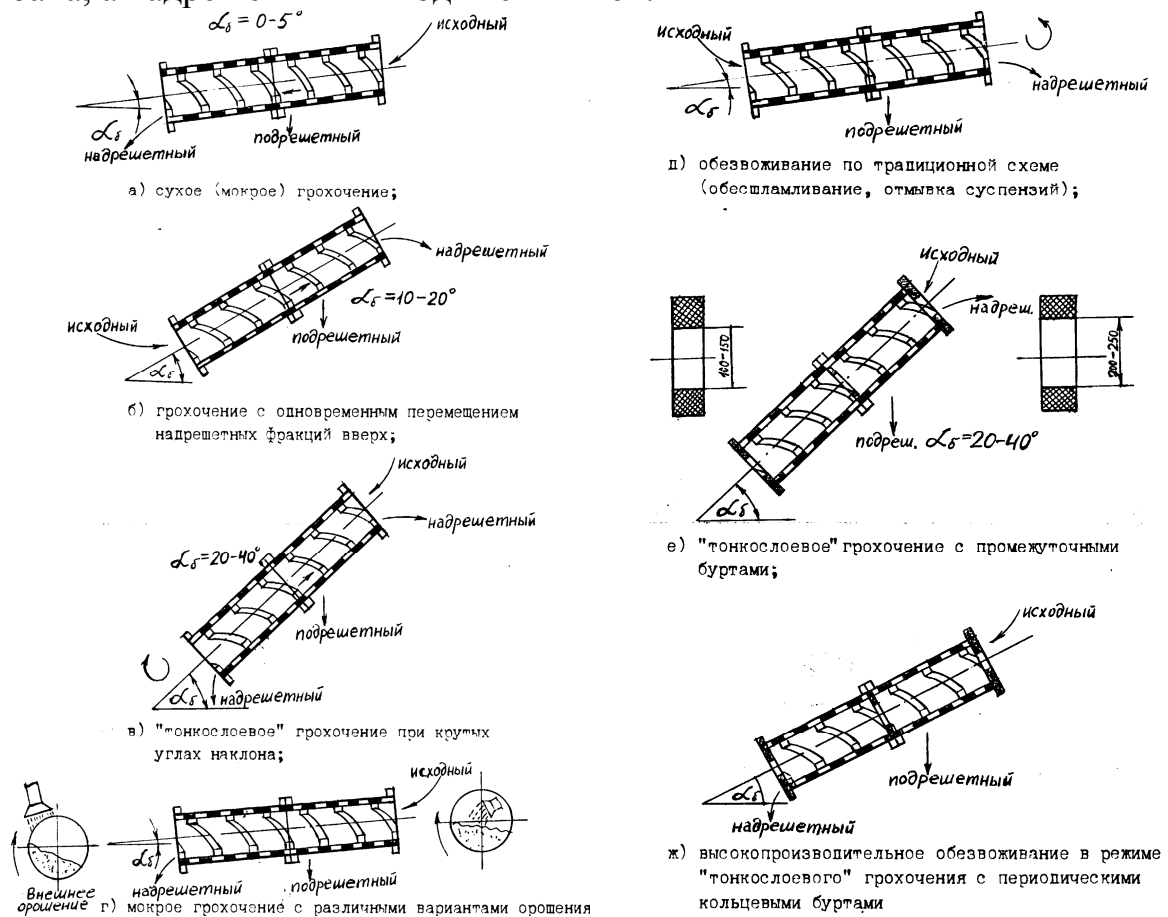 αб = 0-5°
исходный
αб
надрешетный
подрешетный
а) сухое (мокрое) грохочение;
надрешетный
αб=10-20°
исходный
подрешетный
αб
б) грохочение с одновременным перемещением
надрешетных фракций вверх;
исходный
надрешетный
αб=20-40°
подрешетный
αб
надрешетный
в) "тонкослоевое" грохочение при крутых
углах наклона;
исходный
αб
Внешнее
орошение
надрешетный
подрешетный
г) мокрое грохочение с различными вариантами орошения
исходный
надрешетный
αб
подрешетный
д) обезвоживание по традиционной схеме
(обесшламливание, отмывка суспензий);
исходный
надреш.
100-150
200-250
подреш. αб=20-40°
αб
е) "тонкослоевое" грохочение с промежуточными
буртами;
исходный
αб
подрешетный
надрешетный
ж) высокопроизводительное обезвоживание в режиме
"тонкослоевого" грохочения с периодическими
кольцевыми буртами